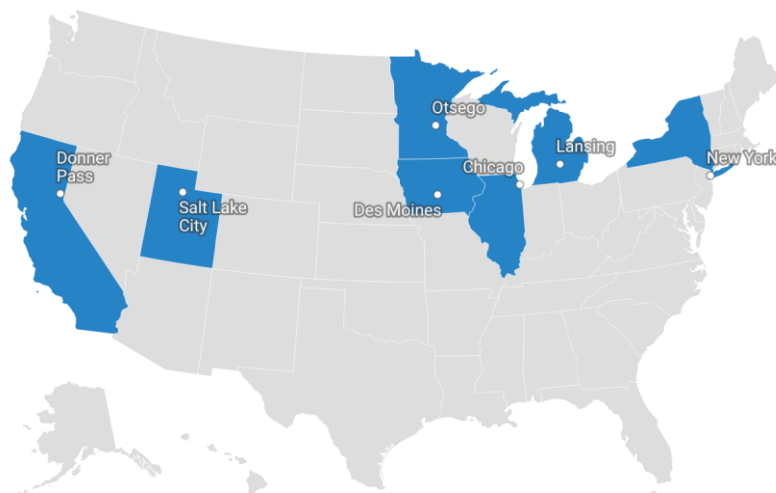 Otsego
Lansing
Donner
Pass
Chicago
New York
Salt Lake
City
Des Moines